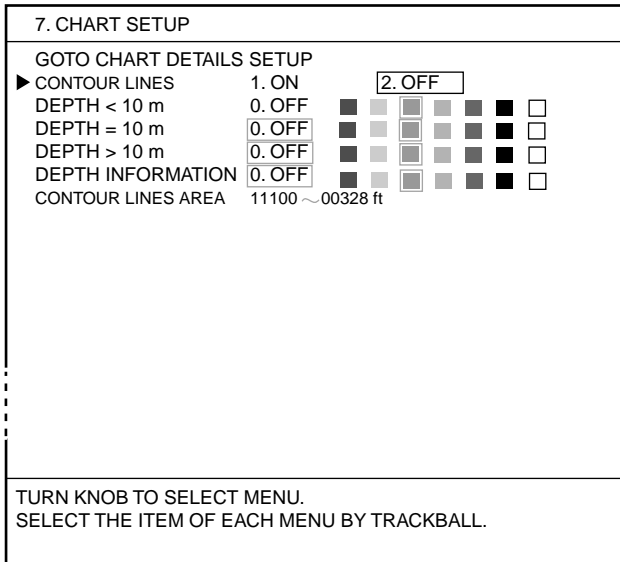 7. CHART SETUP
GOTO CHART DETAILS SETUP
CONTOUR LINES 1. ON 2. OFF
DEPTH < 10 m 0. OFF
DEPTH = 10 m 0. OFF
DEPTH > 10 m 0. OFF
DEPTH INFORMATION 0. OFF
CONTOUR LINES AREA 11100 ~ 00328 ft
TURN KNOB TO SELECT MENU.
SELECT THE ITEM OF EACH MENU BY TRACKBALL.